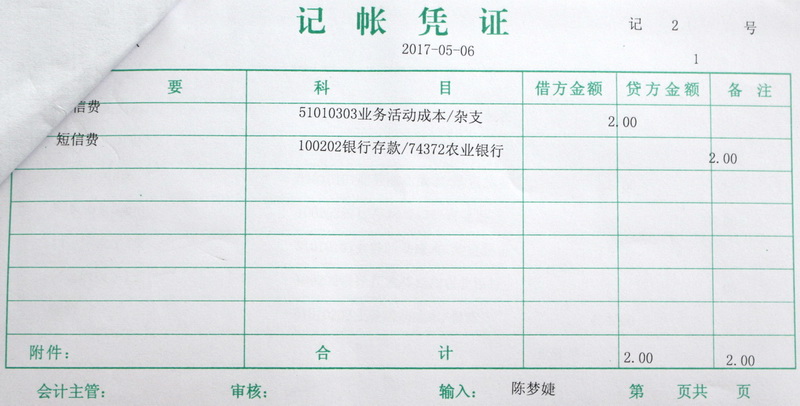 记帐凭证
记 2 号
2017-05-06
1
要 科 目 借方金额 贷方金额 备注
信费 51010303业务活动成本/杂支 2.00
短信费 100202银行存款/74372农业银行 2.00
附件: 合 计 2.00 2.00
会计主管: 审核: 输入: 陈梦婕 第 页共 页